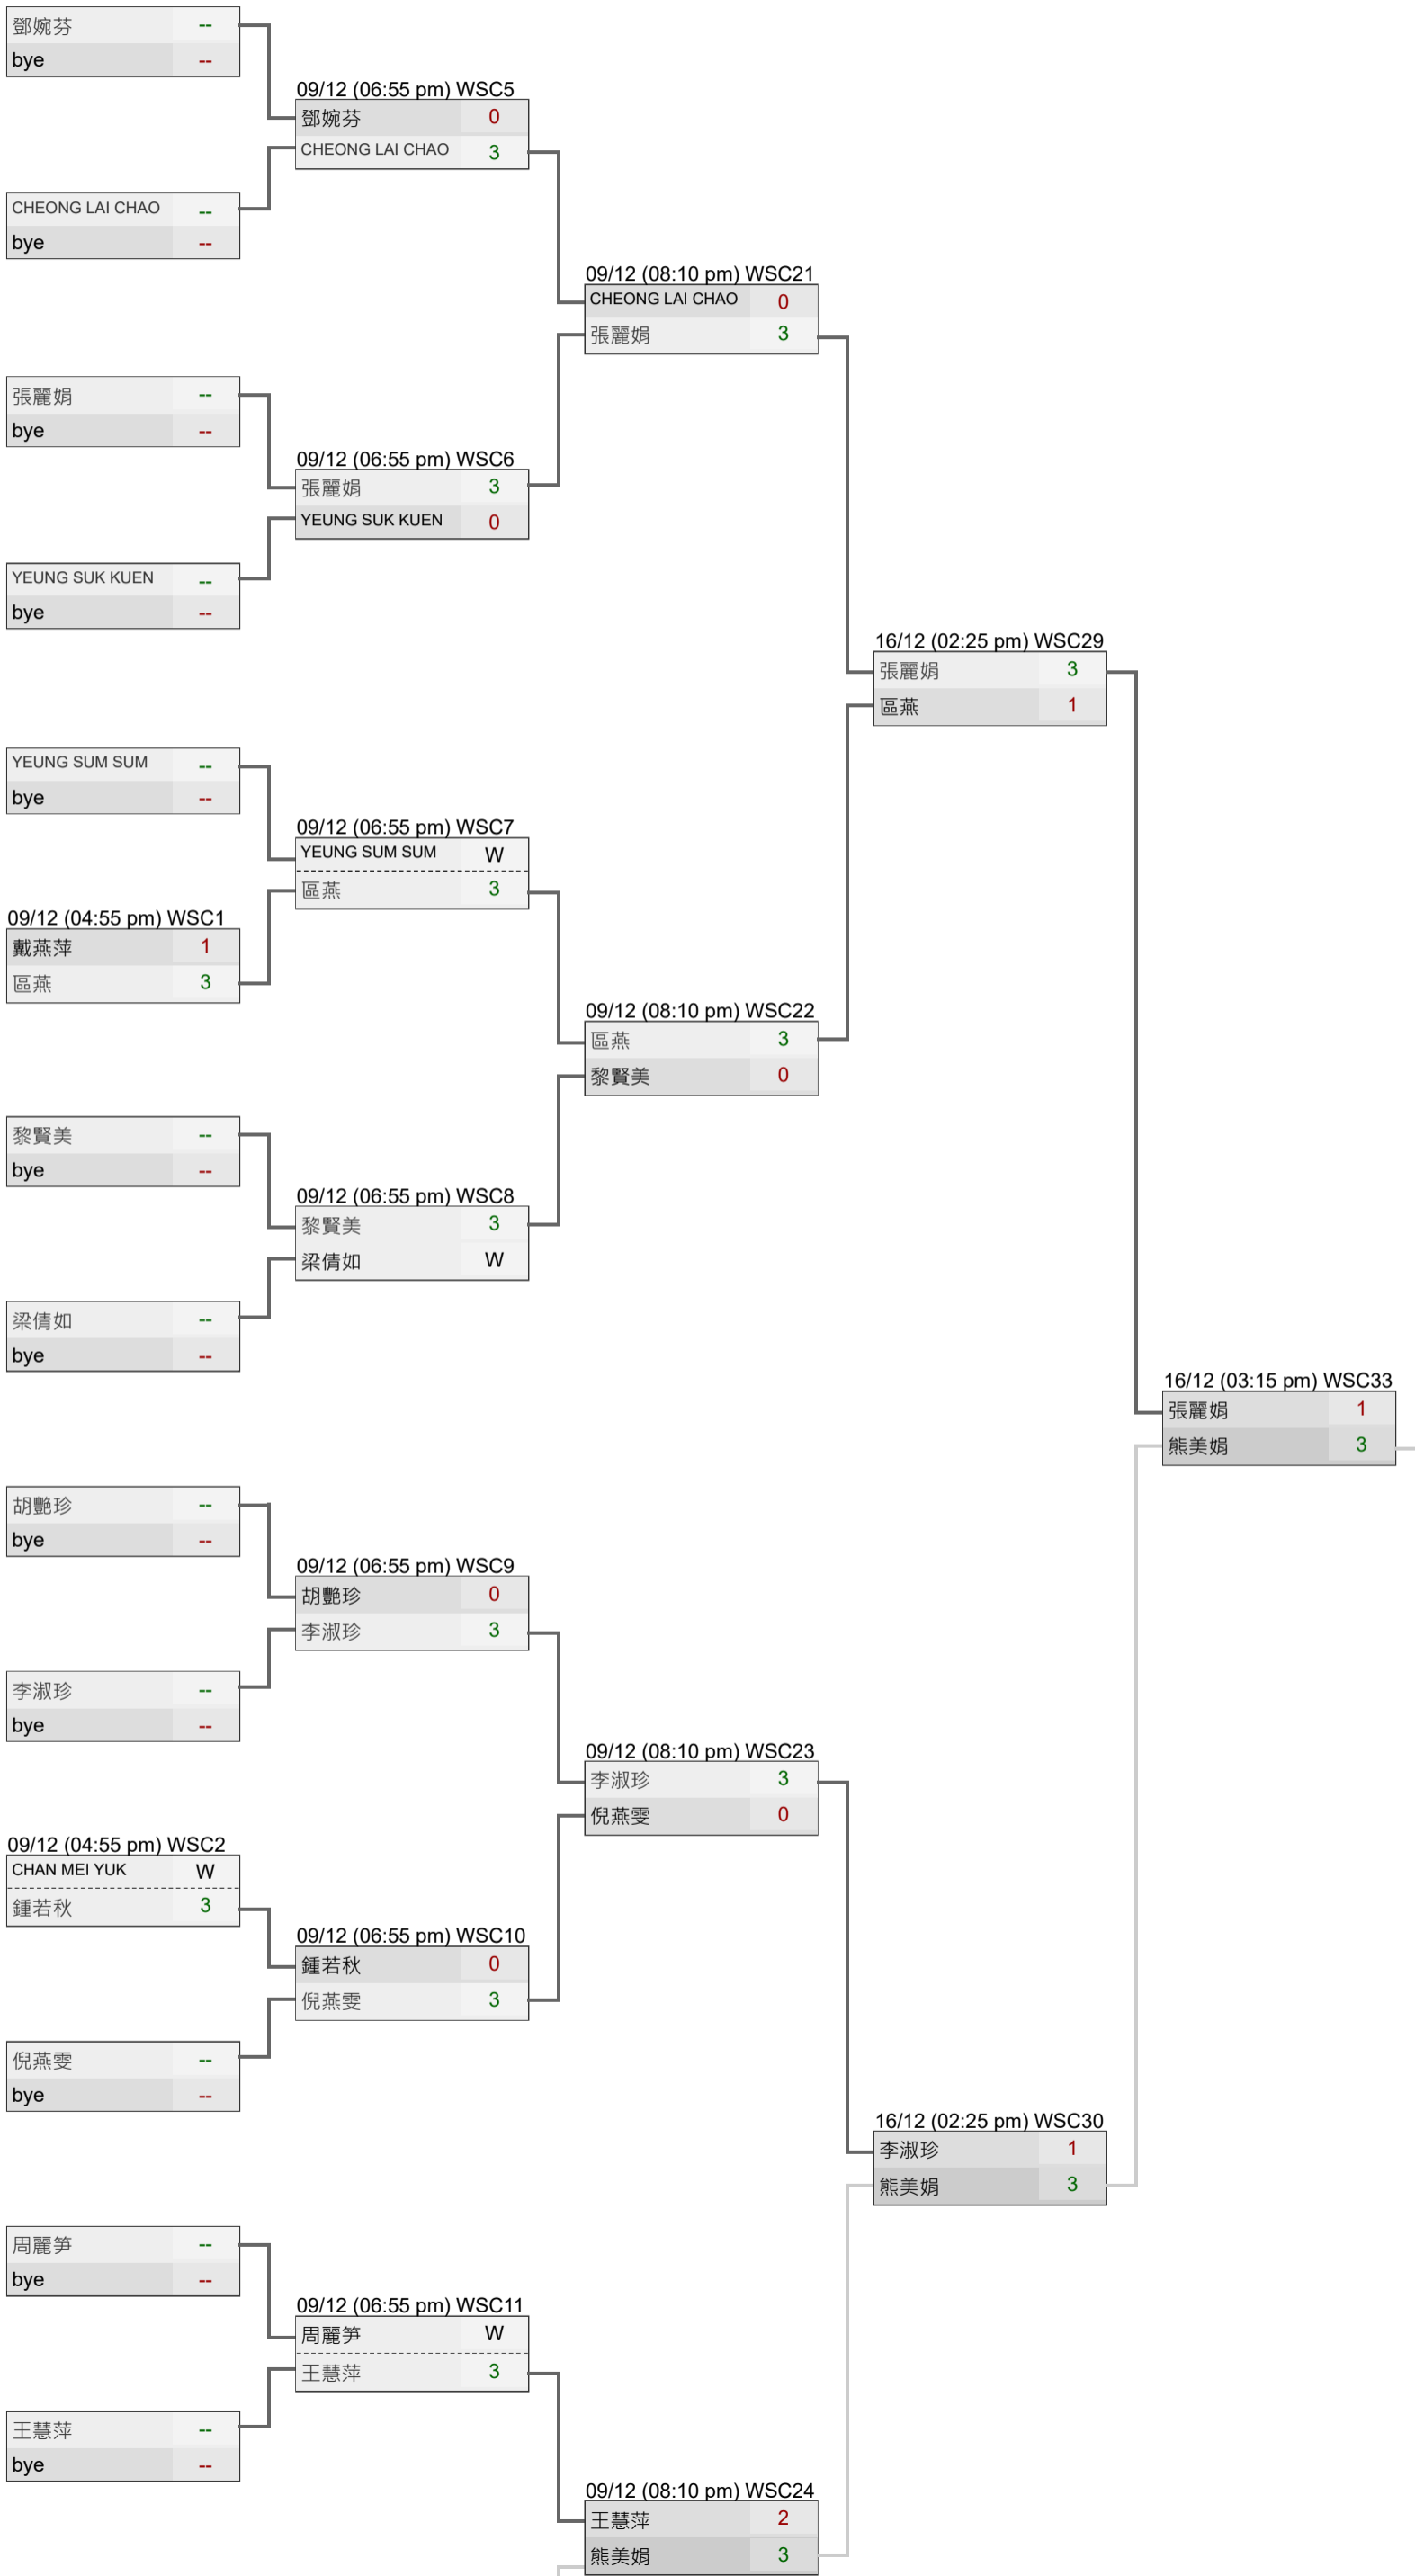 鄧婉芬 --
bye --
09/12 (06:55 pm) WSC5
鄧婉芬 0
CHEONG LAI CHAO 3
CHEONG LAI CHAO --
bye --
09/12 (08:10 pm) WSC21
CHEONG LAI CHAO 0
張麗娟 3
張麗娟 --
bye --
09/12 (06:55 pm) WSC6
張麗娟 3
YEUNG SUK KUEN 0
YEUNG SUK KUEN --
bye --
16/12 (02:25 pm) WSC29
張麗娟 3
區燕 1
YEUNG SUM SUM --
bye --
09/12 (06:55 pm) WSC7
YEUNG SUM SUM W
區燕 3
09/12 (04:55 pm) WSC1
戴燕萍 1
區燕 3
09/12 (08:10 pm) WSC22
區燕 3
黎賢美 0
黎賢美 --
bye --
09/12 (06:55 pm) WSC8
黎賢美 3
梁倩如 W
梁倩如 --
bye --
16/12 (03:15 pm) WSC33
張麗娟 1
熊美娟 3
胡艷珍 --
bye --
09/12 (06:55 pm) WSC9
胡艷珍 0
李淑珍 3
李淑珍 --
bye --
09/12 (08:10 pm) WSC23
李淑珍 3
倪燕雯 0
09/12 (04:55 pm) WSC2
CHAN MEI YUK W
鍾若秋 3
09/12 (06:55 pm) WSC10
鍾若秋 0
倪燕雯 3
倪燕雯 --
bye --
16/12 (02:25 pm) WSC30
李淑珍 1
熊美娟 3
周麗笋 --
bye --
09/12 (06:55 pm) WSC11
周麗笋 W
王慧萍 3
王慧萍 --
bye --
09/12 (08:10 pm) WSC24
王慧萍 2
熊美娟 3